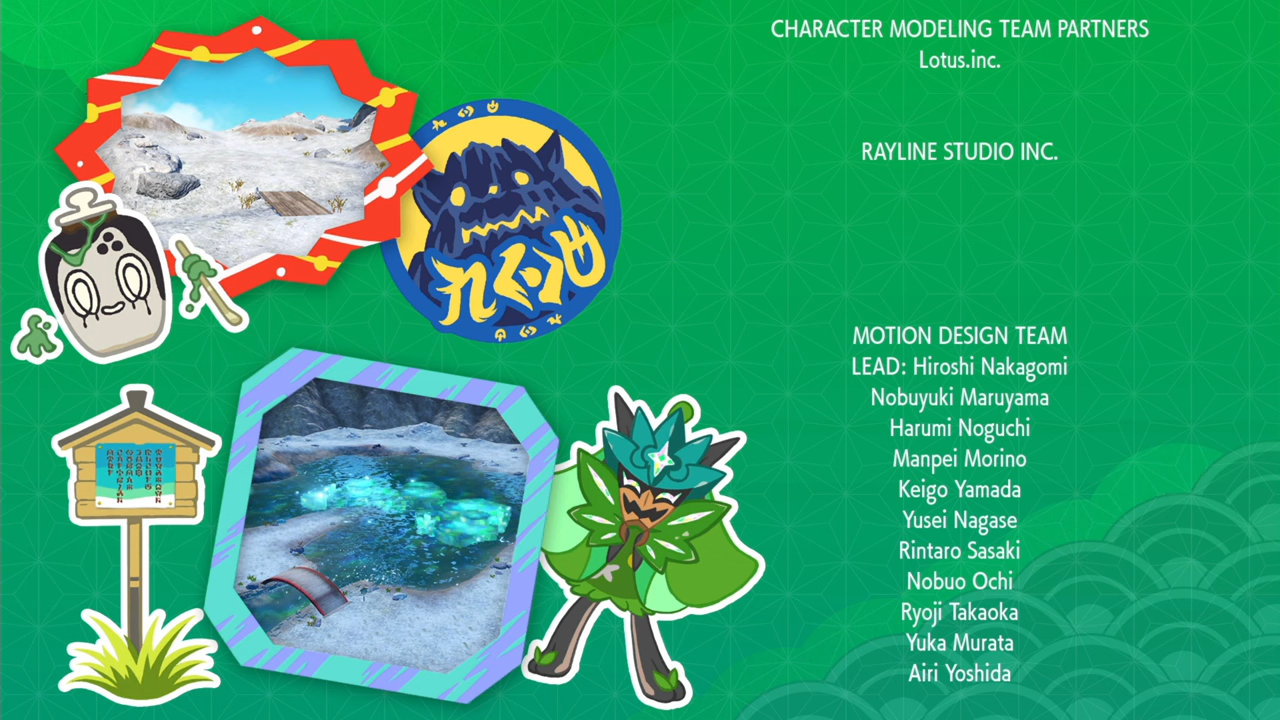 CHARACTER MODELING TEAM PARTNERS
Lotus.inc.
RAYLINE STUDIO INC.
MOTION DESIGN TEAM
LEAD: Hiroshi Nakagomi
Nobuyuki Maruyama
Harumi Noguchi
Manpei Morino
Keigo Yamada
Yusei Nagase
Rintaro Sasaki
Nobuo Ochi
Ryoji Takaoka
Yuka Murata
Airi Yoshida